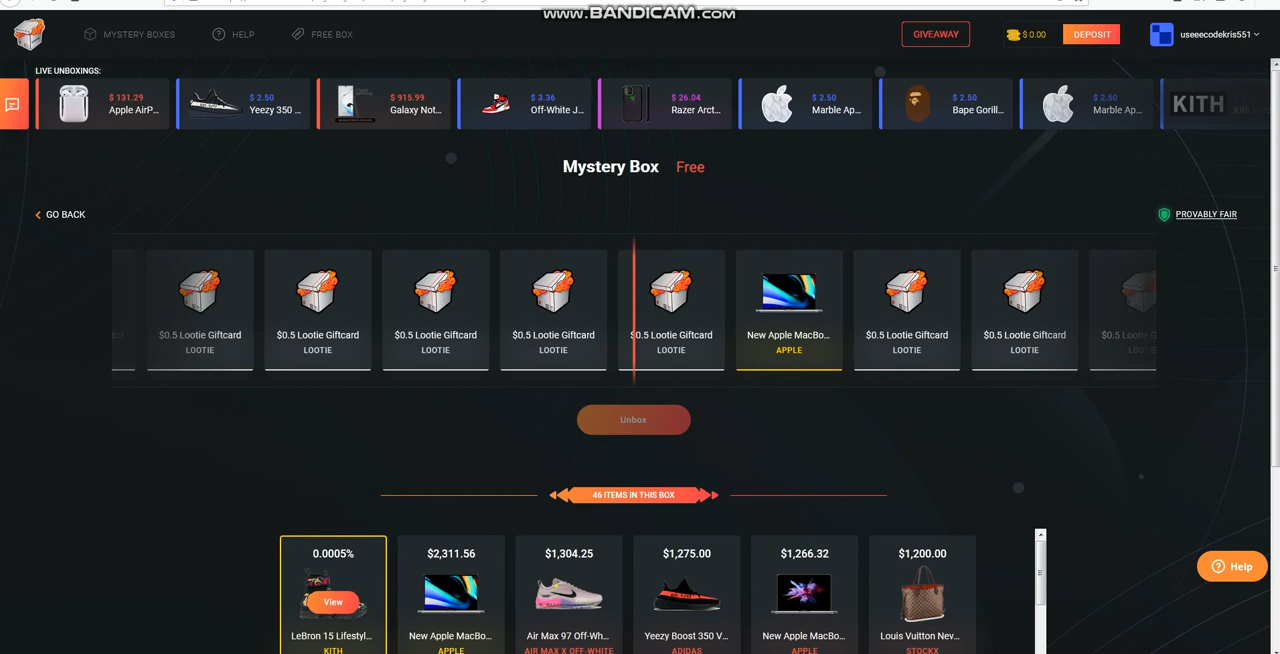 www.BANDICAM.com
MYSTERY BOXES
HELP
FREE BOX
GIVEAWAY
$ 0.00
DEPOSIT
useeecodekris551
LIVE UNBOXINGS:
$ 131.29
Apple AirP...
$ 2.50
Yeezy 350 ...
$ 915.99
Galaxy Not...
$ 3.36
Off-White J...
$ 26.04
Razer Arct...
$ 2.50
Marble Ap...
$ 2.50
Bape Gorill...
$ 2.50
Marble Ap...
KITH
Mystery Box Free
GO BACK
PROVABLY FAIR
$0.5 Lootie Giftcard
LOOTIE
$0.5 Lootie Giftcard
LOOTIE
$0.5 Lootie Giftcard
LOOTIE
$0.5 Lootie Giftcard
LOOTIE
$0.5 Lootie Giftcard
LOOTIE
New Apple MacBo...
APPLE
$0.5 Lootie Giftcard
LOOTIE
$0.5 Lootie Giftcard
LOOTIE
Unbox
46 ITEMS IN THIS BOX
0.0005%
View
LeBron 15 Lifestyl...
KITH
$2,311.56
New Apple MacBo...
APPLE
$1,304.25
Air Max 97 Off-Wh...
AIR MAX X OFF-WHITE
$1,275.00
Yeezy Boost 350 V...
ADIDAS
$1,266.32
New Apple MacBo...
APPLE
$1,200.00
Louis Vuitton Nev...
STOCKX
Help